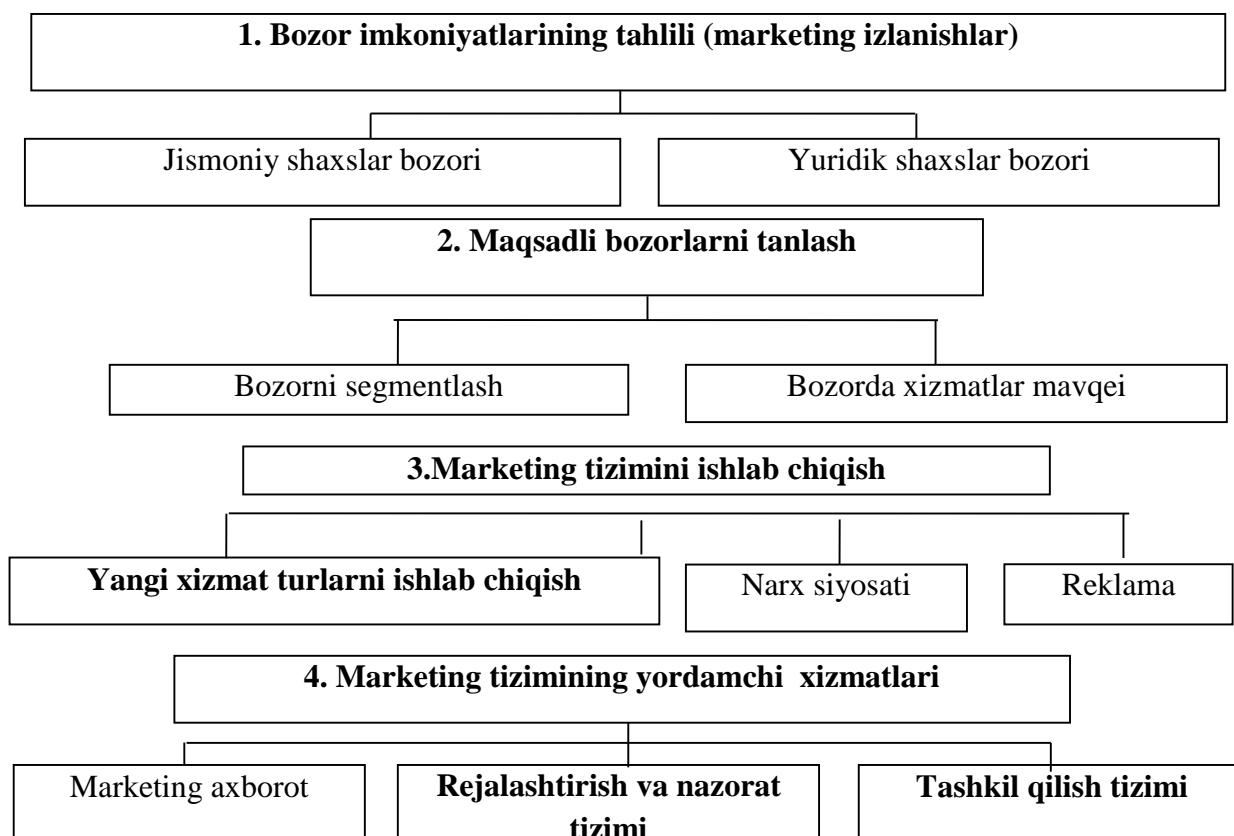 1. Bozor imkoniyatlarining tahlili (marketing izlanishlar)
Jismoniy shaxslar bozori
Yuridik shaxslar bozori
2. Maqsadli bozorlarni tanlash
Bozorni segmentlash
Bozorda xizmatlar mavqei
3.Marketing tizimini ishlab chiqish
Yangi xizmat turlarni ishlab chiqish
Narx siyosati
Reklama
4. Marketing tizimining yordamchi xizmatlari
Marketing axborot
Rejalashtirish va nazorat
tizimi
Tashkil qilish tizimi